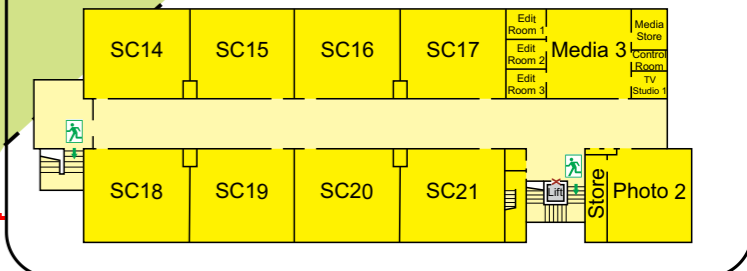 SC14
SC15
SC16
SC17
Edit
Room 1
Edit
Room 2
Edit
Room 3
Media 3
Media
Store
Control
Room
TV
Studio 1
SC18
SC19
SC20
SC21
Lift
Store
Photo 2